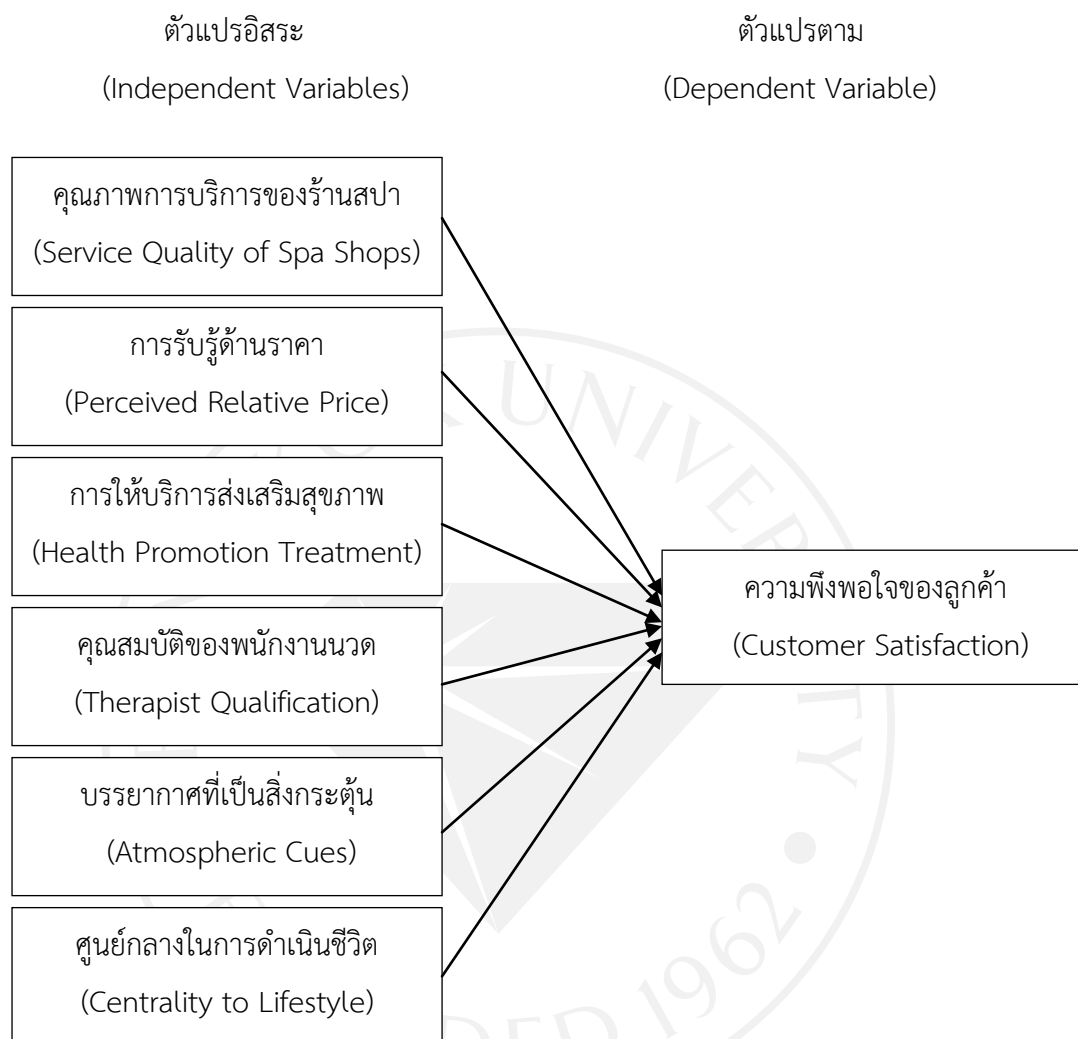 ตัวแปรอิสระ
(Independent Variables)
ตัวแปรตาม
(Dependent Variable)
คุณภาพการบริการของร้านสปา
(Service Quality of Spa Shops)
การรับรู้ด้านราคา
(Perceived Relative Price)
การให้บริการส่งเสริมสุขภาพ
(Health Promotion Treatment)
คุณสมบัติของพนักงานนวด
(Therapist Qualification)
บรรยากาศที่เป็นสิ่งกระตุ้น
(Atmospheric Cues)
ศูนย์กลางในการดำเนินชีวิต
(Centrality to Lifestyle)
ความพึงพอใจของลูกค้า
(Customer Satisfaction)
UNIVERSITY
1962